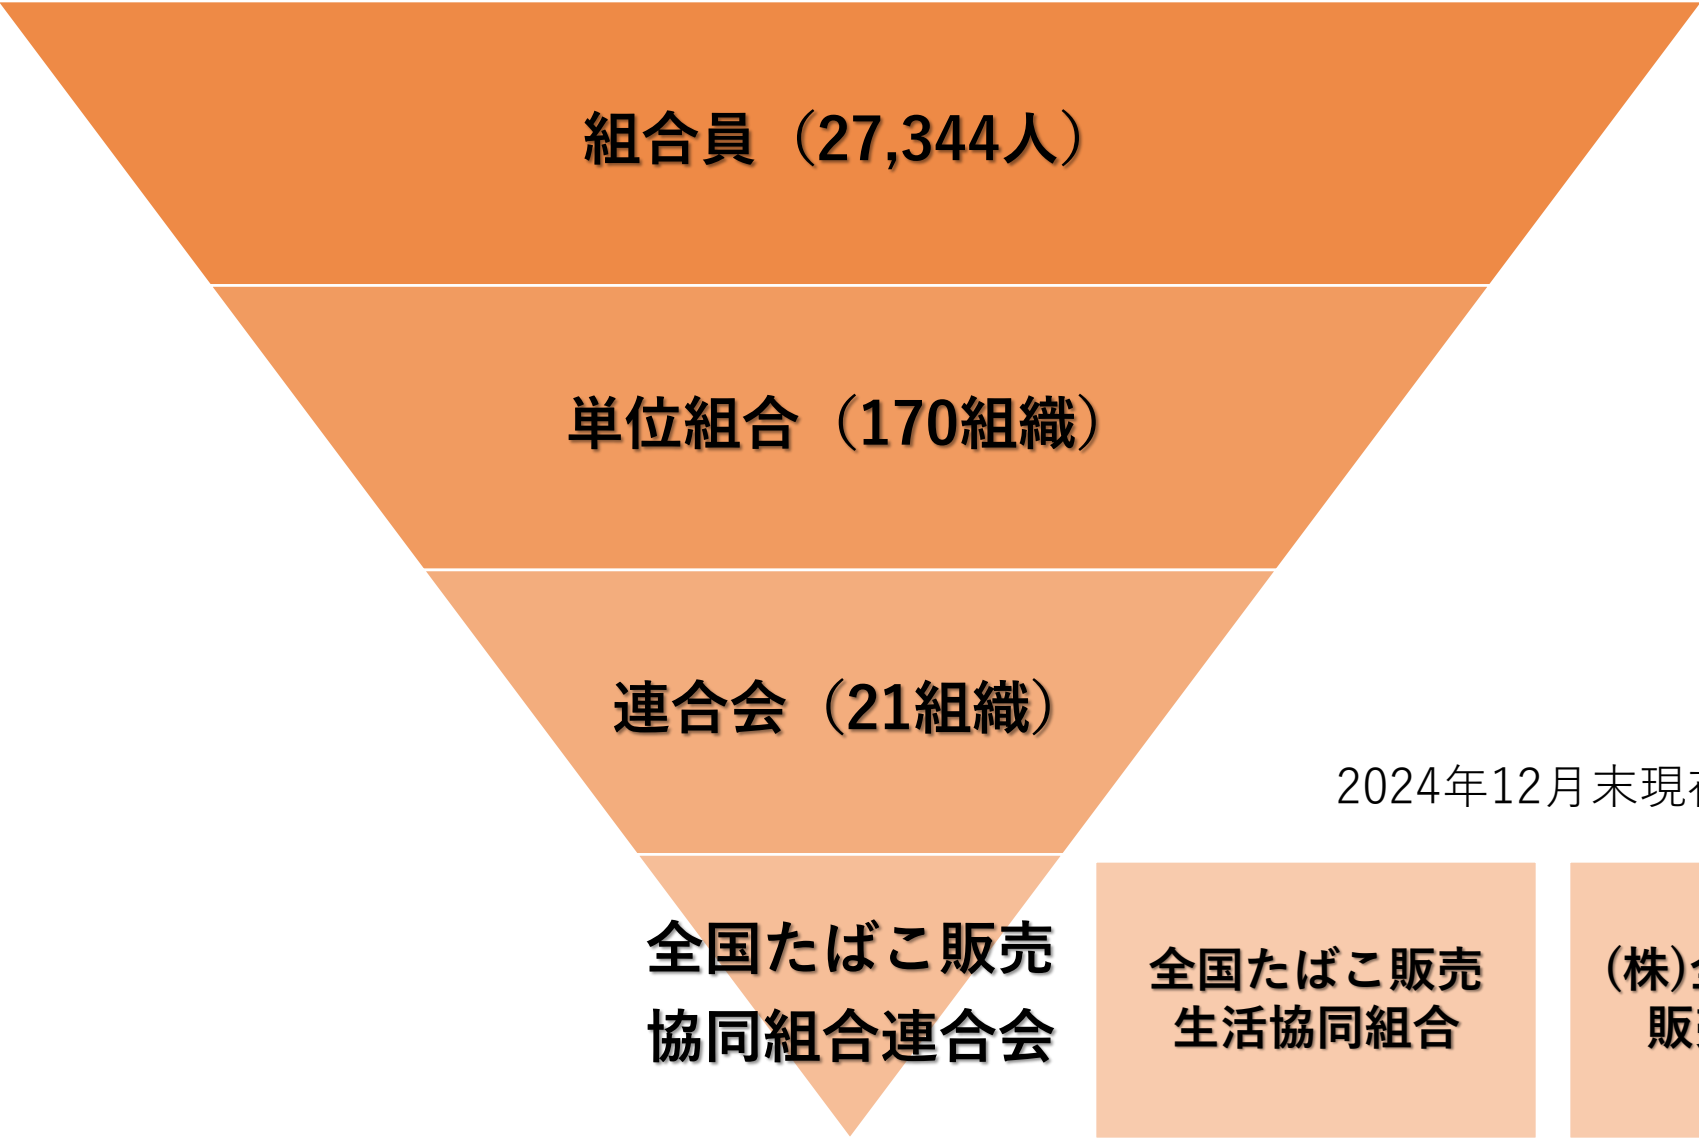 組合員（27,344人）
単位組合（170組織）
連合会（21組織）
2024年12月末現
全国たばこ販売
協同組合連合会
全国たばこ販売
生活協同組合
(株)
販